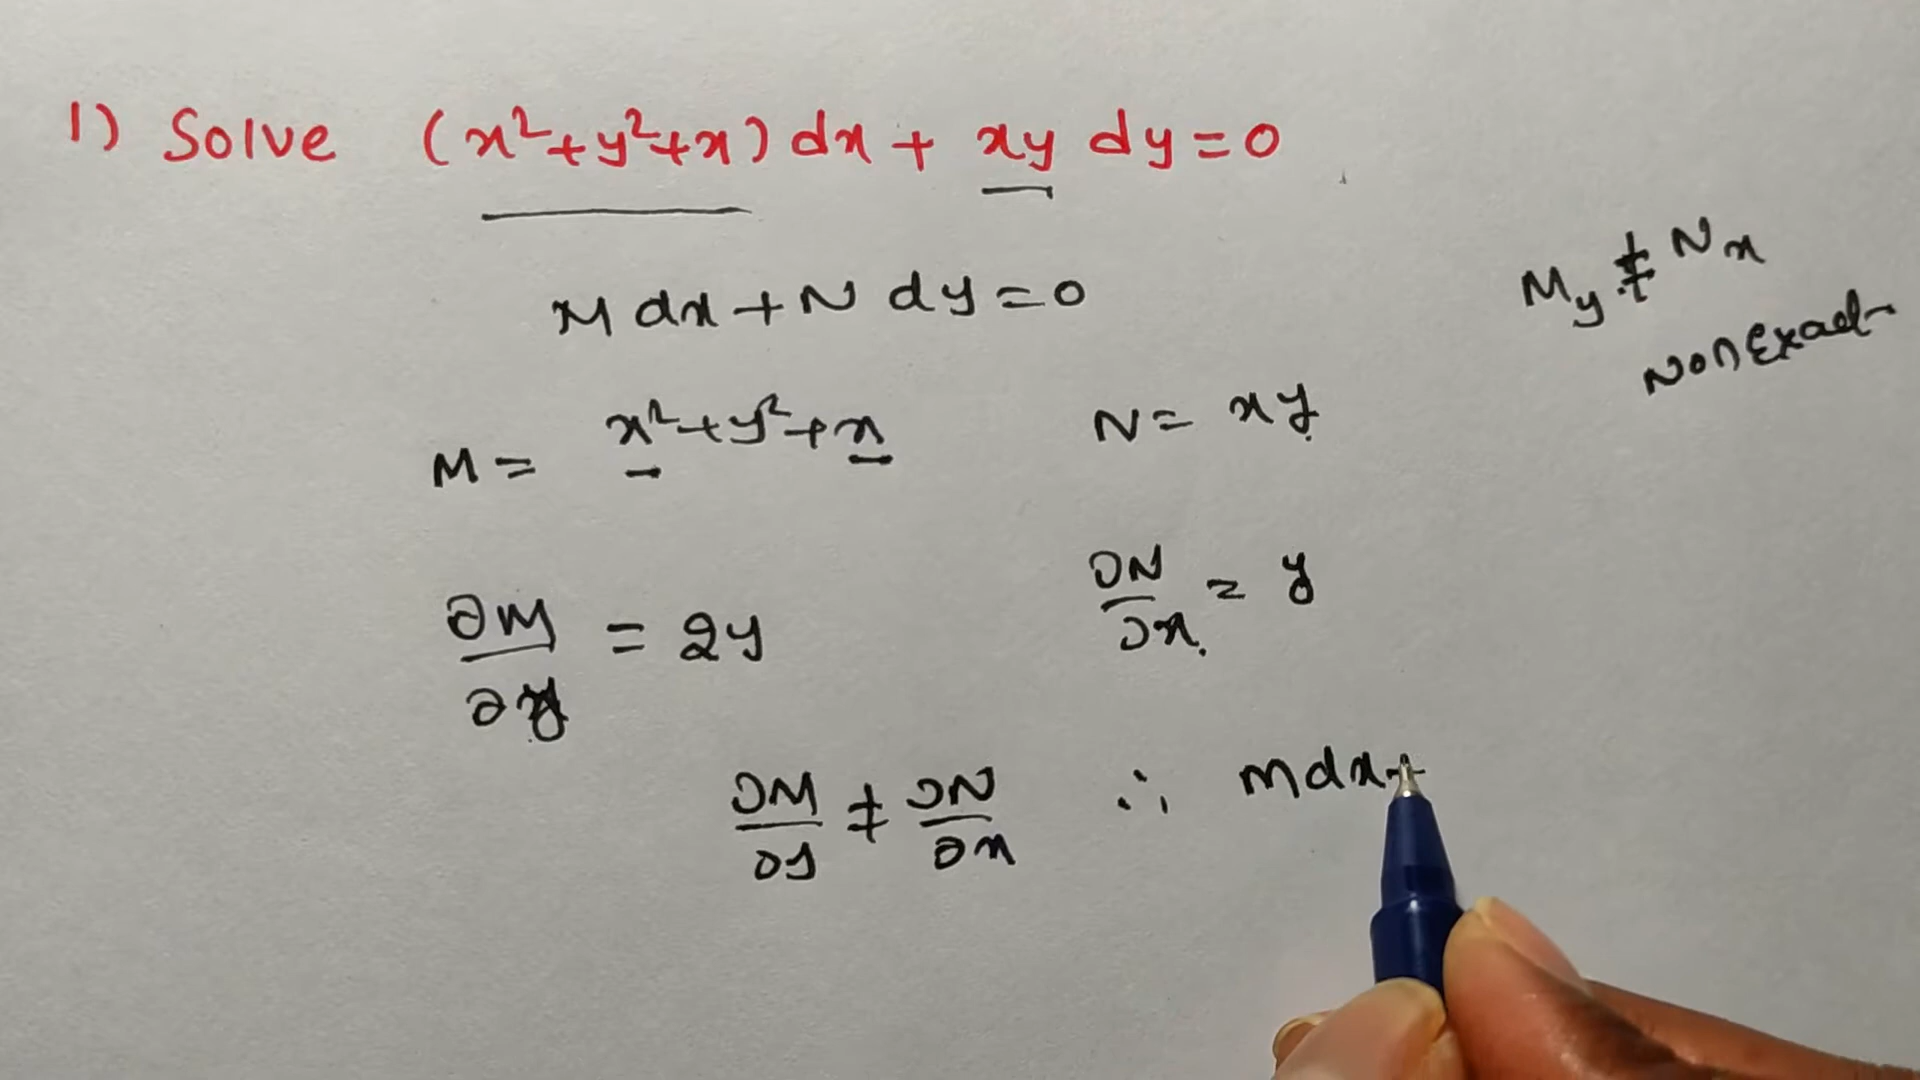 1) Solve (x²+y²+x) dx + xy dy = 0
M dx + N dy = 0
My ≠ Nx
Non Exact
M = x²+y²+x N = xy
∂M/∂y = 2y ∂N/∂x = y
∂M/∂y ≠ ∂N/∂x ∴ Mdx+